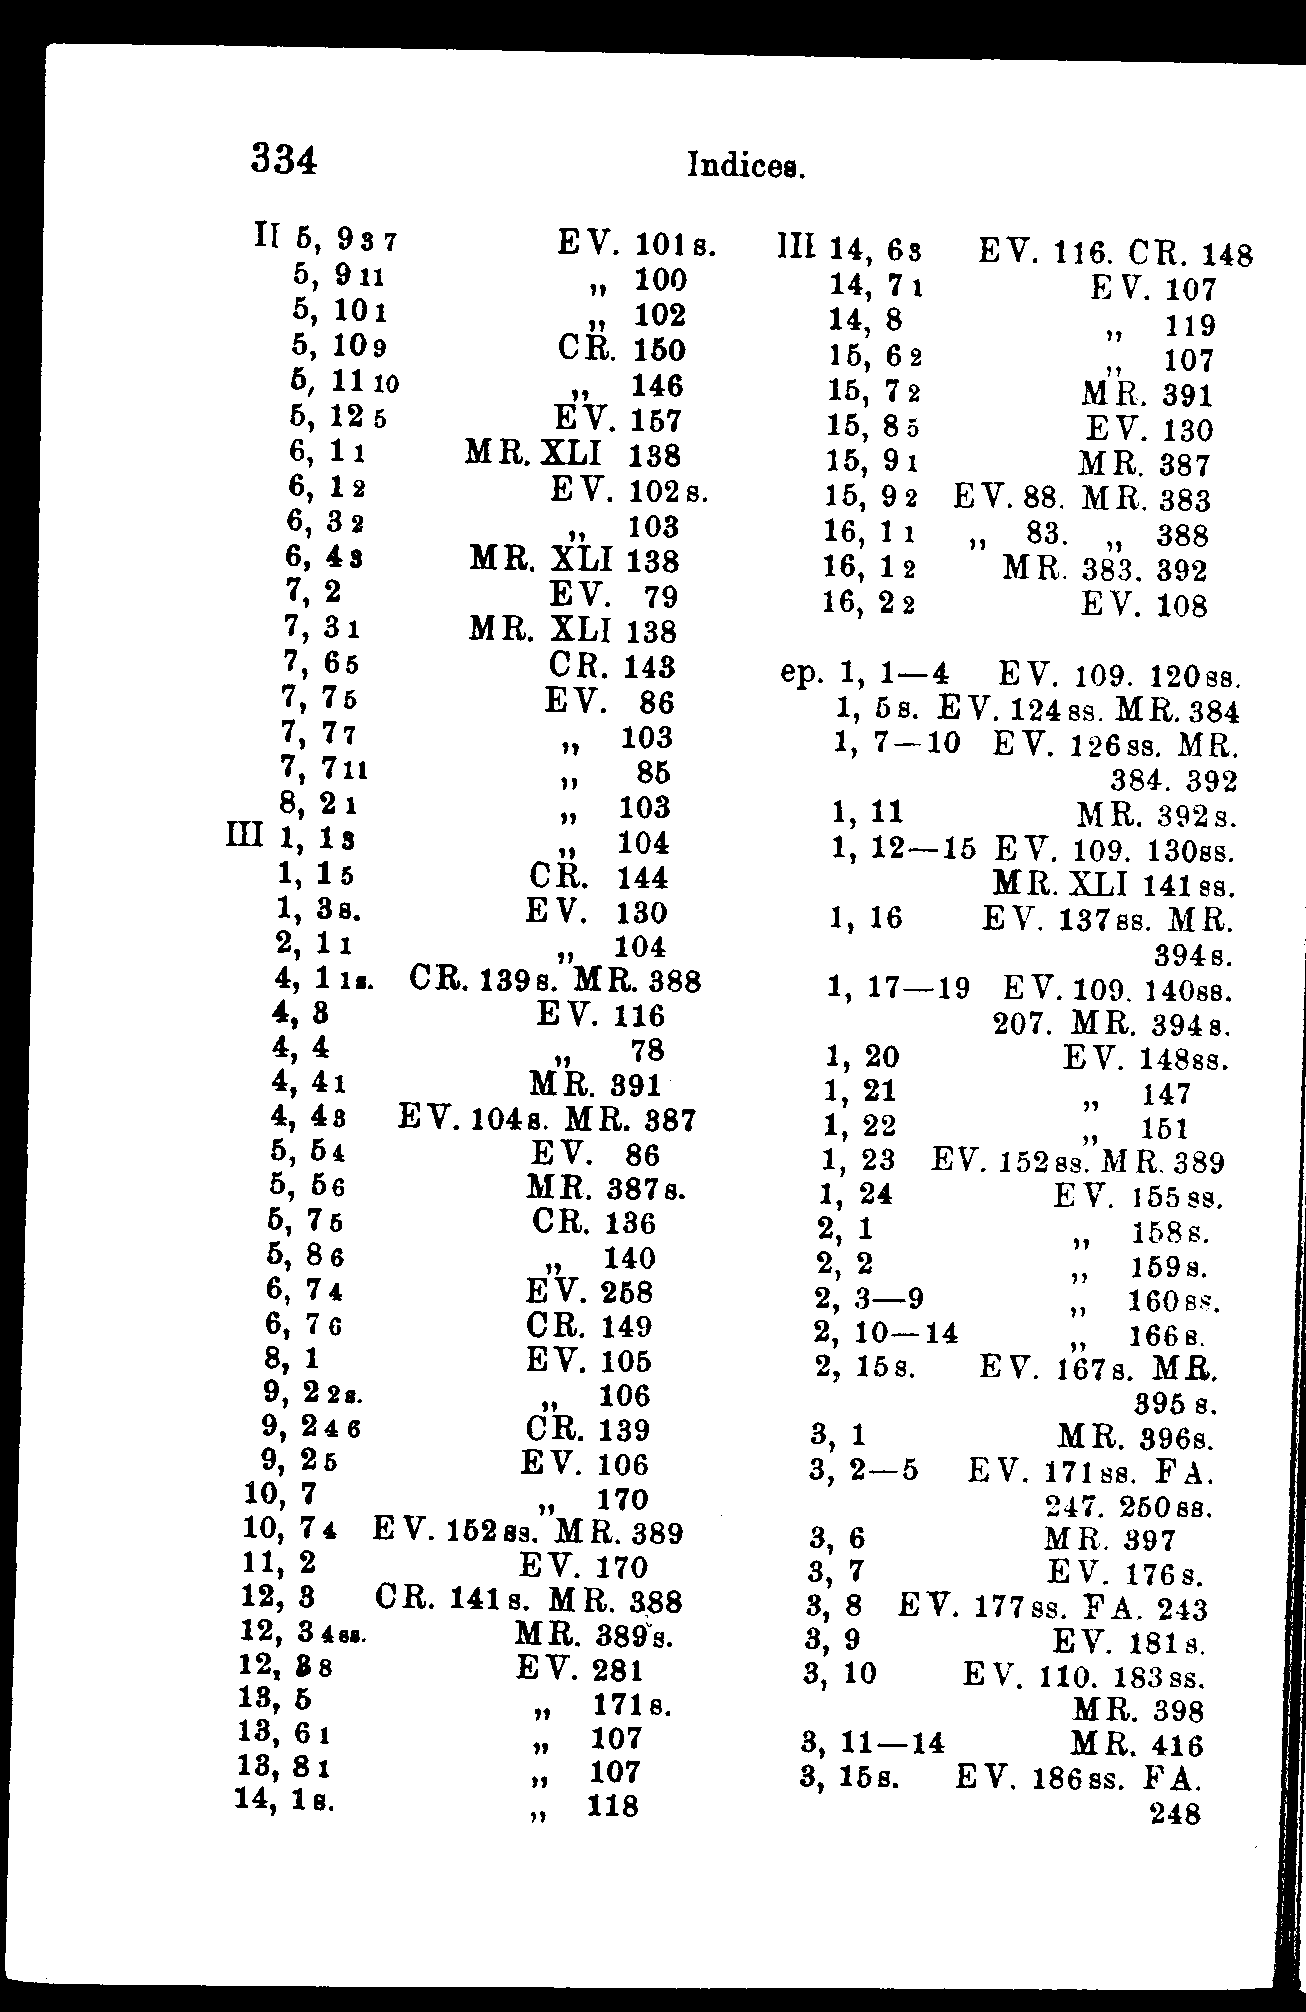 334 Indices.
II 5, 9 3 7 EV. 101 s.
5, 9 11 „ 100
5, 10 1 „ 102
5, 10 9 CR. 150
5, 11 10 „ 146
5, 12 5 EV. 157
6, 1 1 MR. XLI 138
6, 1 2 EV. 102 s.
6, 3 2 „ 103
6, 4 3 MR. XLI 138
7, 2 EV. 79
7, 3 1 MR. XLI 138
7, 6 5 CR. 143
7, 7 5 EV. 86
7, 7 7 „ 103
7, 7 11 „ 85
8, 2 1 „ 103
III 1, 1 3 „ 104
1, 1 5 CR. 144
1, 3 s. EV. 130
2, 1 1 „ 104
4, 1 1s. CR. 139 s. MR. 388
4, 3 EV. 116
4, 4 „ 78
4, 4 1 MR. 391
4, 4 3 EV. 104 s. MR. 387
5, 5 4 EV. 86
5, 5 6 MR. 387 s.
5, 7 5 CR. 136
5, 8 6 „ 140
6, 7 4 EV. 258
6, 7 6 CR. 149
8, 1 EV. 105
9, 2 2s. „ 106
9, 2 4 6 CR. 139
9, 2 5 EV. 106
10, 7 „ 170
10, 7 4 EV. 152 ss. MR. 389
11, 2 EV. 170
12, 3 CR. 141 s. MR. 388
12, 3 4ss. MR. 389 s.
12, 3 8 EV. 281
13, 5 „ 171 s.
13, 6 1 „ 107
13, 8 1 „ 107
14, 1 s. „ 118
III 14, 6 3 EV. 116. CR. 148
14, 7 1 EV. 107
14, 8 „ 119
15, 6 2 „ 107
15, 7 2 MR. 391
15, 8 5 EV. 130
15, 9 1 MR. 387
15, 9 2 EV. 88. MR. 383
16, 1 1 „ 83. „ 388
16, 1 2 MR. 383. 392
16, 2 2 EV. 108
ep. 1, 1—4 EV. 109. 120 ss.
1, 5 s. EV. 124 ss. MR. 384
1, 7—10 EV. 126 ss. MR.
384. 392
1, 11 MR. 392 s.
1, 12—15 EV. 109. 130 ss.
MR. XLI 141 ss.
1, 16 EV. 137 ss. MR.
394 s.
1, 17—19 EV. 109. 140 ss.
207. MR. 394 s.
1, 20 EV. 148 ss.
1, 21 „ 147
1, 22 „ 151
1, 23 EV. 152 ss. MR. 389
1, 24 EV. 155 ss.
2, 1 „ 158 s.
2, 2 „ 159 s.
2, 3—9 „ 160 ss.
2, 10—14 „ 166 s.
2, 15 s. EV. 167 s. MR.
395 s.
3, 1 MR. 396 s.
3, 2—5 EV. 171 ss. FA.
247. 250 ss.
3, 6 MR. 397
3, 7 EV. 176 s.
3, 8 EV. 177 ss. FA. 243
3, 9 EV. 181 s.
3, 10 EV. 110. 183 ss.
MR. 398
3, 11—14 MR. 416
3, 15 s. EV. 186 ss. FA.
248